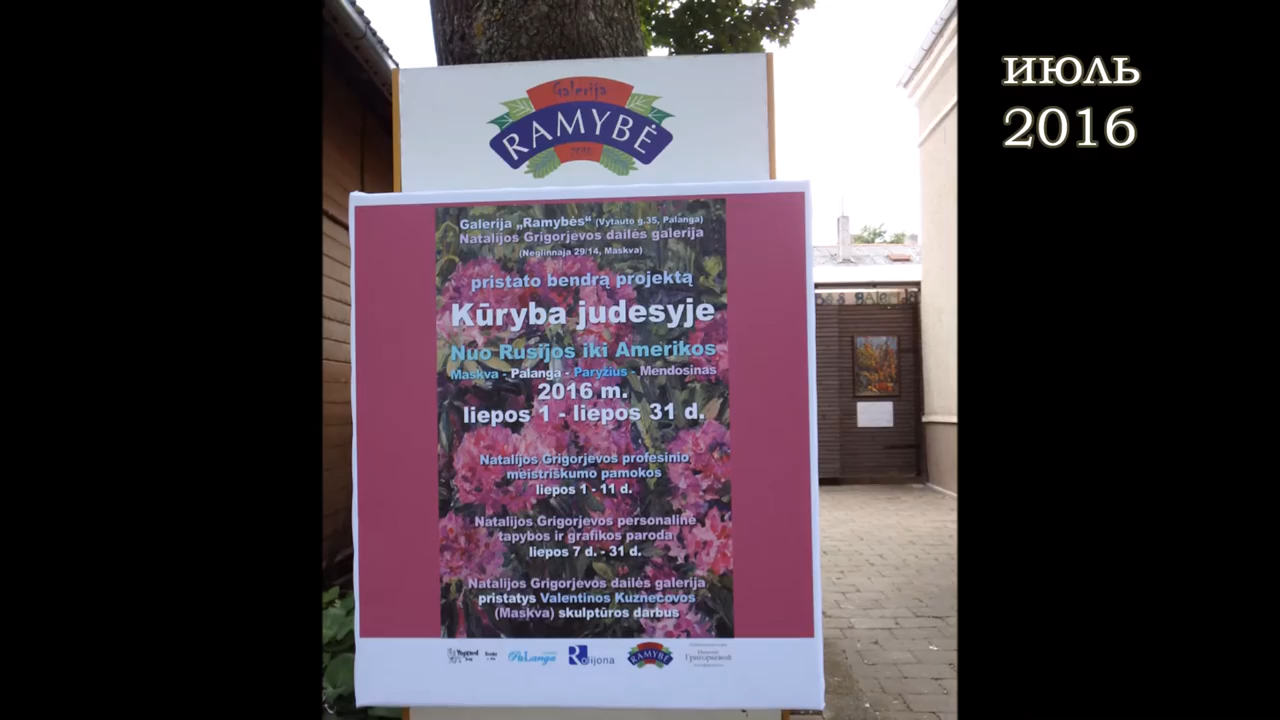 июль
2016
Galerija
RAMYBĖ
Galerija „Ramybės“ (Vytauto g.35, Palanga)
Natalijos Grigorjevos dailės galerija
(Neglinnaja 29/14, Maskva)
pristato bendrą projektą
Kūryba judesyje
Nuo Rusijos iki Amerikos
Maskva - Palanga - Paryžius - Mendosinas
2016 m.
liepos 1 - liepos 31 d.
Natalijos Grigorjevos profesinio
meistriškumo pamokos
liepos 1 - 11 d.
Natalijos Grigorjevos personalinė
tapybos ir grafikos paroda
liepos 7 d. - 31 d.
Natalijos Grigorjevos dailės galerija
pristatys Valentinos Kuznecovos
(Maskva) skulptūros darbus
Palanga
Rolijona
RAMYBĖ
Григорьевой